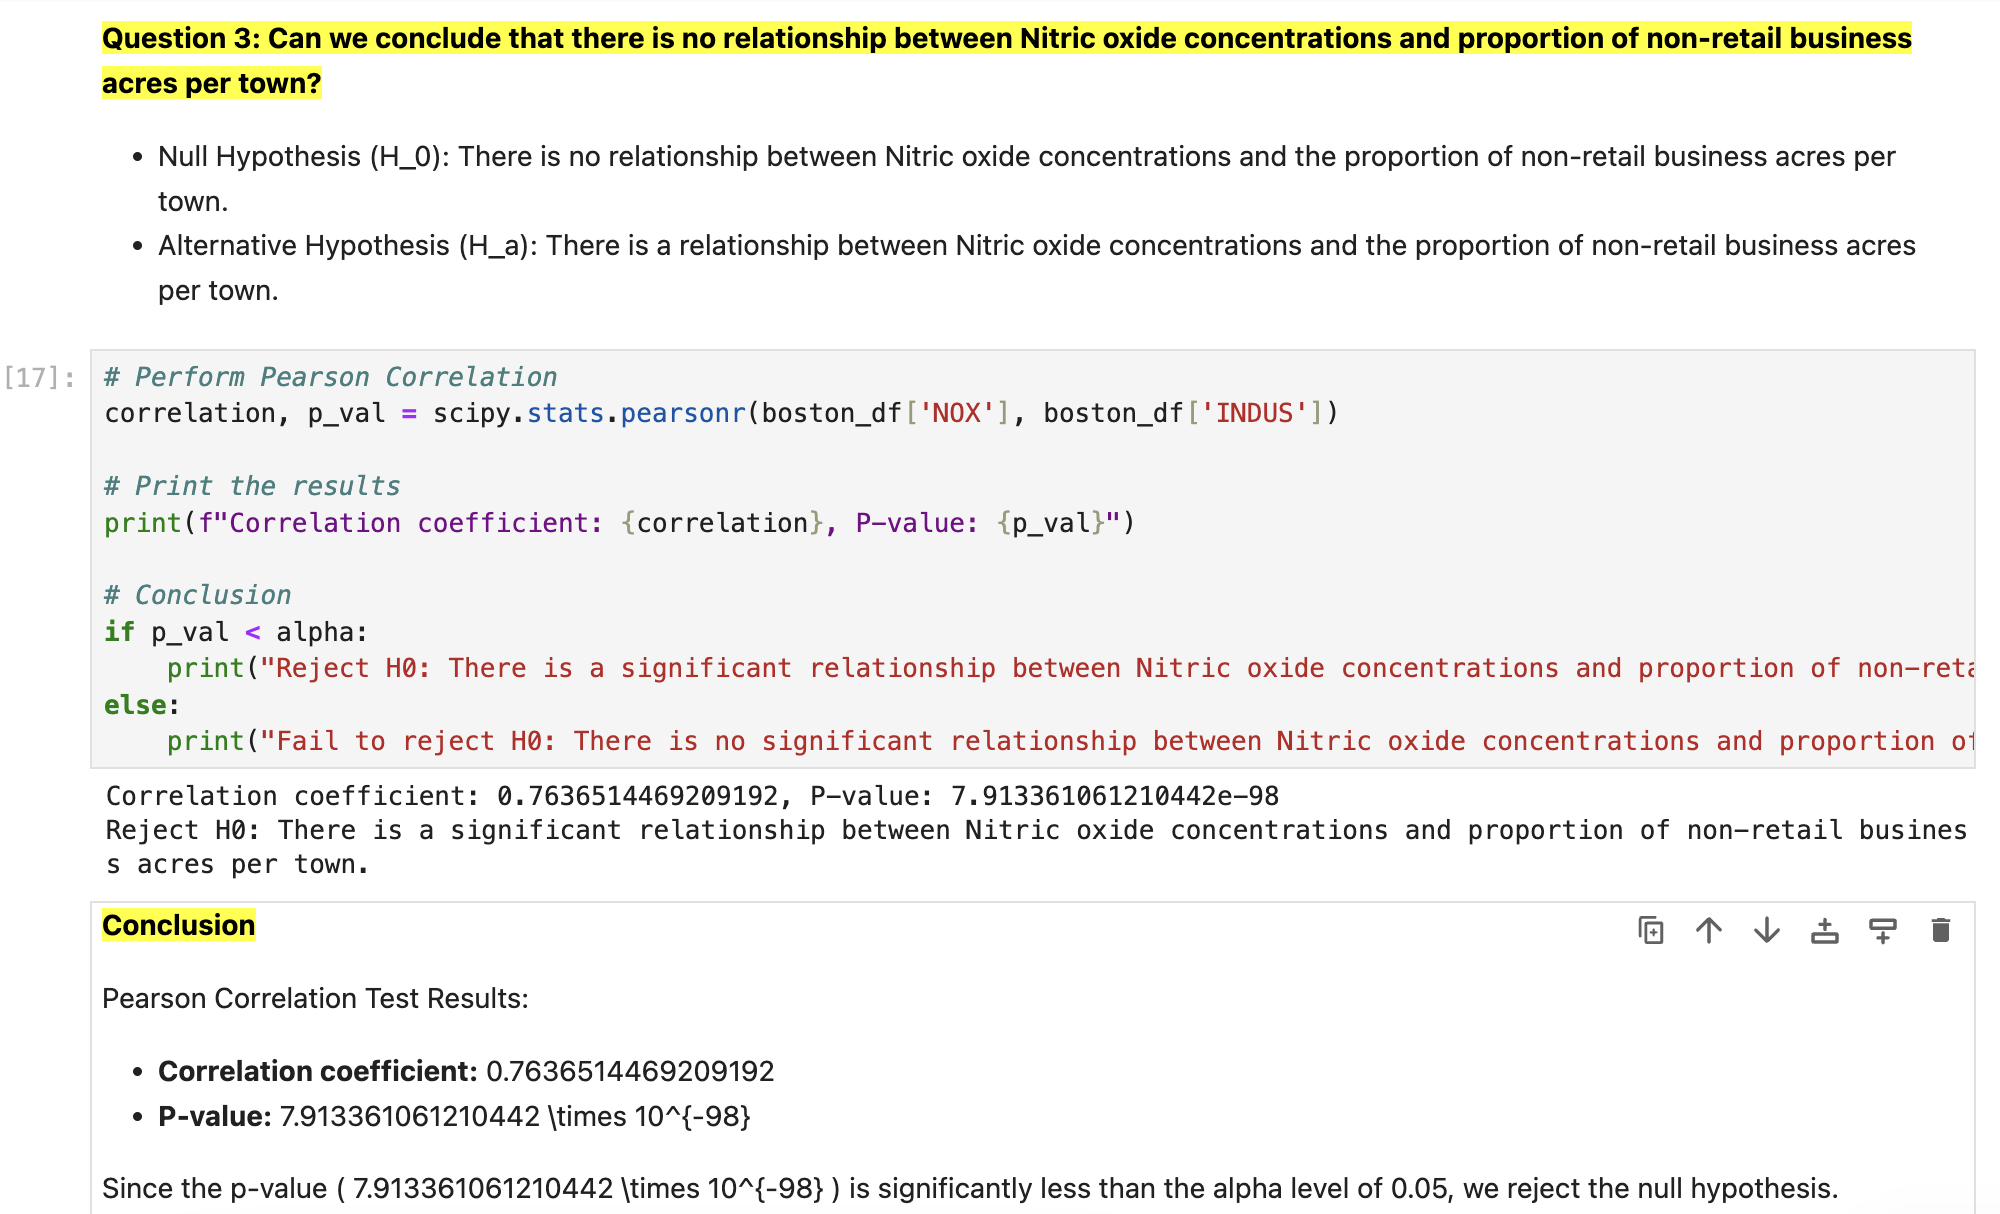 Question 3: Can we conclude that there is no relationship between Nitric oxide concentrations and proportion of non-retail business
acres per town?
• Null Hypothesis (H_0): There is no relationship between Nitric oxide concentrations and the proportion of non-retail business acres per
town.
• Alternative Hypothesis (H_a): There is a relationship between Nitric oxide concentrations and the proportion of non-retail business acres
per town.
[17]:
# Perform Pearson Correlation
correlation, p_val = scipy.stats.pearsonr(boston_df['NOX'], boston_df['INDUS'])
# Print the results
print(f"Correlation coefficient: {correlation}, P-value: {p_val}")
# Conclusion
if p_val < alpha:
    print("Reject H0: There is a significant relationship between Nitric oxide concentrations and proportion of non-reta
else:
    print("Fail to reject H0: There is no significant relationship between Nitric oxide concentrations and proportion of
Correlation coefficient: 0.7636514469209192, P-value: 7.913361061210442e-98
Reject H0: There is a significant relationship between Nitric oxide concentrations and proportion of non-retail busines
s acres per town.
Conclusion
Pearson Correlation Test Results:
• Correlation coefficient: 0.7636514469209192
• P-value: 7.913361061210442 \times 10^{-98}
Since the p-value ( 7.913361061210442 \times 10^{-98} ) is significantly less than the alpha level of 0.05, we reject the null hypothesis.